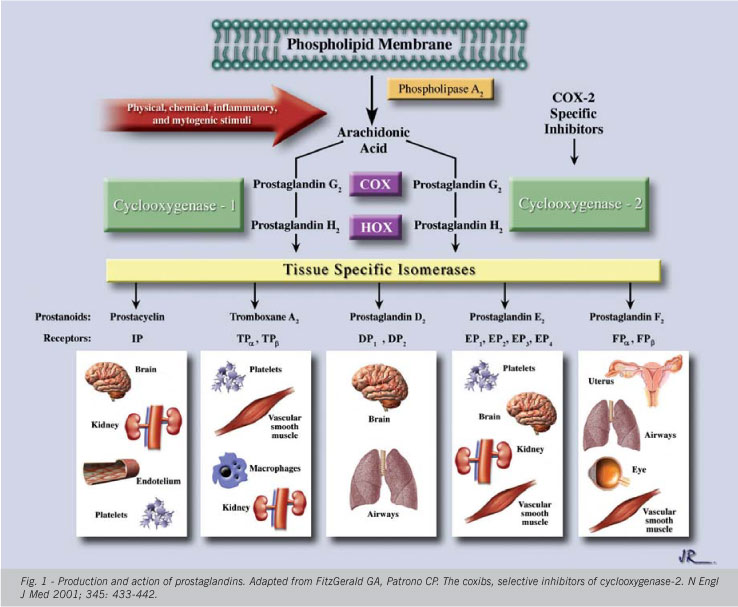 Phospholipid Membrane
Phospholipase A2
Physical, chemical, inflammatory,
and mytogenic stimuli
COX-2
Specific
Inhibitors
Arachidonic
Acid
Prostaglandin G2
COX
Prostaglandin G2
Cyclooxygenase - 1
Cyclooxygenase - 2
Prostaglandin H2
HOX
Prostaglandin H2
Tissue Specific Isomerases
Prostanoids: Prostacyelin Tromboxane A2 Prostaglandin D2 Prostaglandin E2 Prostaglandin F2
Receptors: IP TPα, TPβ DP1, DP2 EP1, EP2, EP3, EP4 FPα, FPβ
Brain
Kidney
Endotelium
Platelets
Platelets
Vascular
smooth
muscle
Macrophages
Kidney
Brain
Airways
Platelets
Brain
Kidney
Vascular
smooth
muscle
Uterus
Airways
Eye
Vascular
smooth
muscle
JR
Fig. 1 - Production and action of prostaglandins. Adapted from FitzGerald GA, Patrono CP. The coxibs, selective inhibitors of cyclooxygenase-2. N Engl
J Med 2001; 345: 433-442.